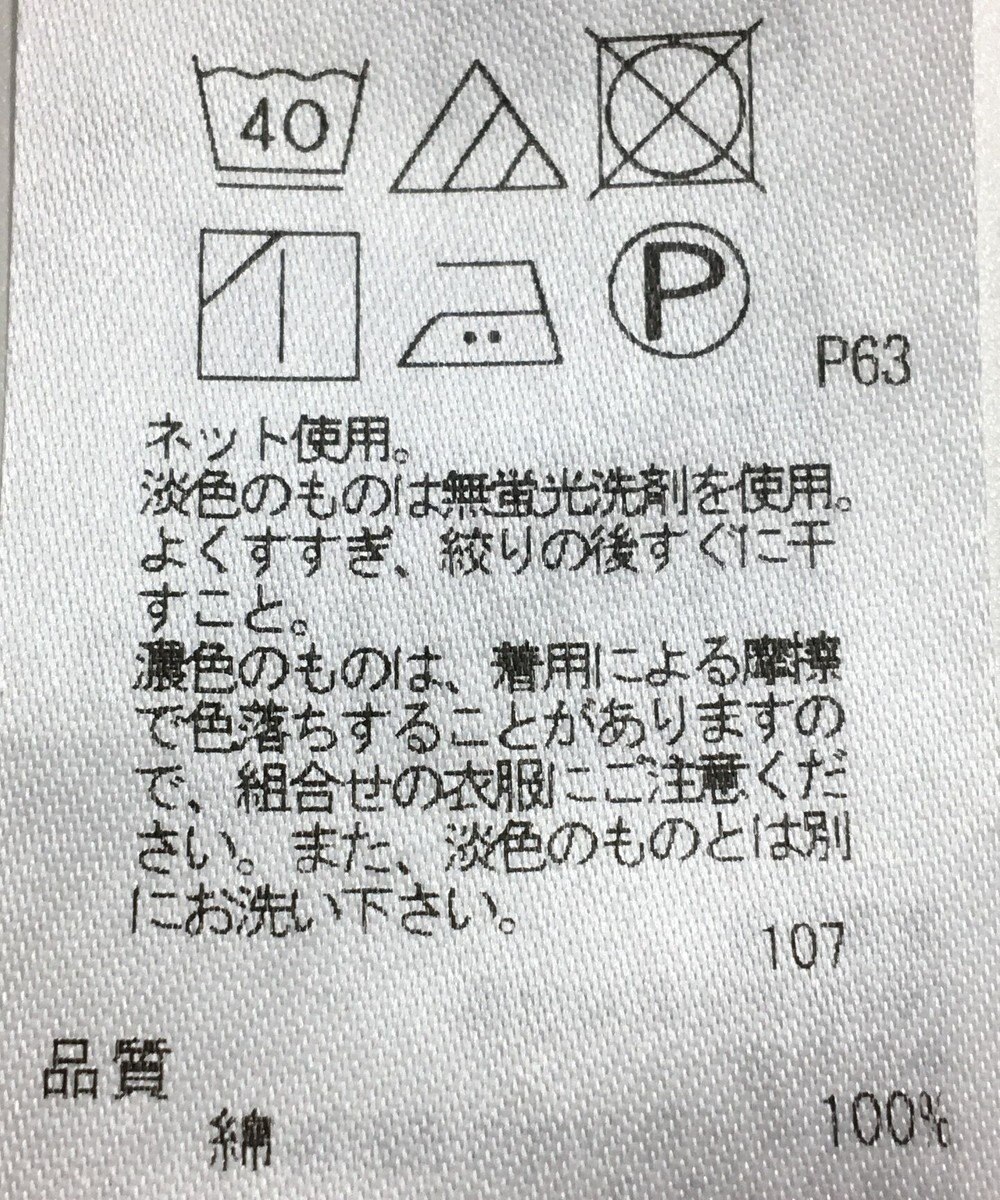 40
P
P63
ネット使用。
淡色のものは無蛍光洗剤を使用。
よくすすぎ、絞りの後すぐに干
すこと。
濃色のものは、着用による摩擦
で色落ちすることがありますの
で、組合せの衣服にご注意くだ
さい。また、淡色のものとは別
にお洗い下さい。
107
品質
綿 100%